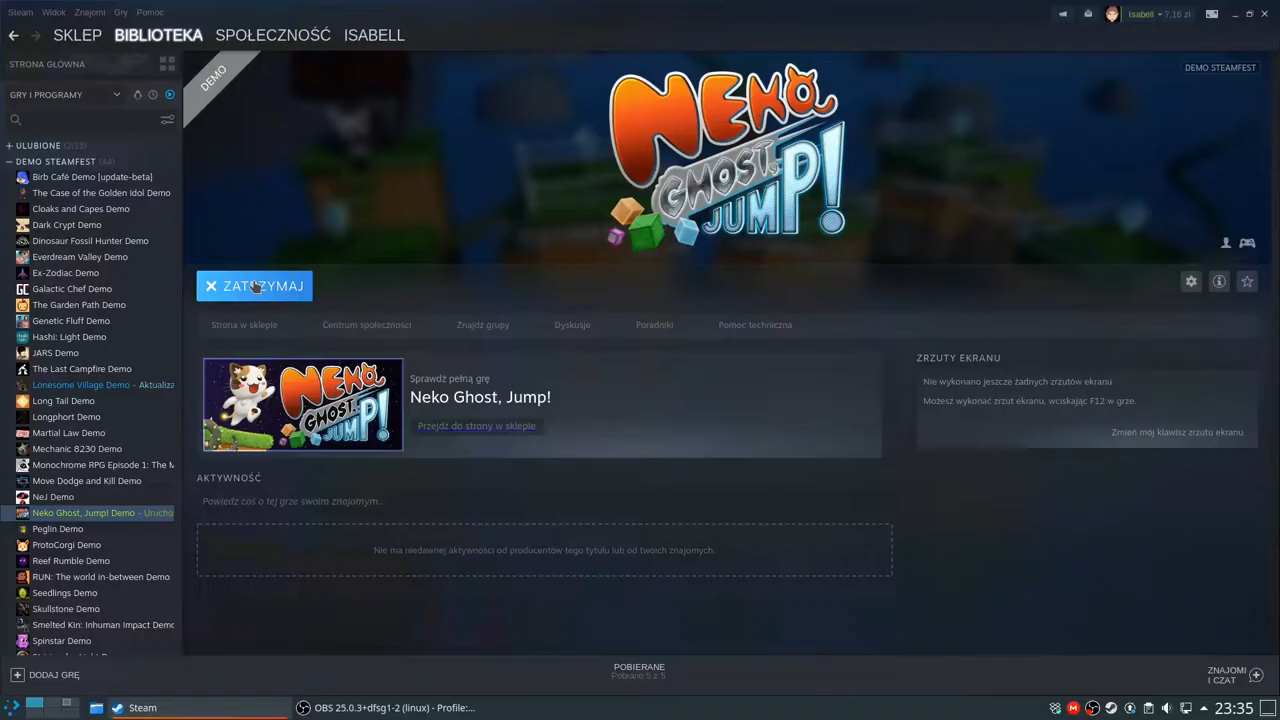 Steam Widok Znajomi Gry Pomoc
Isabell 7,16 zl
SKLEP BIBLIOTEKA SPOŁECZNOŚĆ ISABELL
STRONA GŁÓWNA
GRY I PROGRAMY
ULUBIONE (2/15)
DEMO STEAMFEST (44)
Birb Café Demo [update-beta]
The Case of the Golden Idol Demo
Cloaks and Capes Demo
Dark Crypt Demo
Dinosaur Fossil Hunter Demo
Everdream Valley Demo
Ex-Zodiac Demo
Galactic Chef Demo
The Garden Path Demo
Genetic Fluff Demo
Hashi: Light Demo
JARS Demo
The Last Campfire Demo
Lonesome Village Demo - Aktualiza
Long Tail Demo
Longphort Demo
Martial Law Demo
Mechanic 8230 Demo
Monochrome RPG Episode 1: The M
Move Dodge and Kill Demo
NeJ Demo
Neko Ghost, Jump! Demo - Urucho
Peglin Demo
ProtoCorgi Demo
Reef Rumble Demo
RUN: The world in-between Demo
Seedlings Demo
Skullstone Demo
Smelted Kin: Inhuman Impact Demo
Spinstar Demo
DODAJ GRĘ
DEMO
NEKO
GHOST,
JUMP!
DEMO STEAMFEST
ZATRZYMAJ
Strona w sklepie Centrum społeczności Znajdź grupy Dyskusje Poradniki Pomoc techniczna
NEKO
GHOST,
JUMP!
Sprawdź pełną grę
Neko Ghost, Jump!
Przejdź do strony w sklepie
AKTYWNOŚĆ
Powiedz coś o tej grze swoim znajomym..
Nie ma niedawnej aktywności od producentów tego tytułu lub od twoich znajomych.
ZRZUTY EKRANU
Nie wykonano jeszcze żadnych zrzutów ekranu
Możesz wykonać zrzut ekranu, wciskając F12 w grze.
Zmień mój klawisz zrzutu ekranu
POBIERANE
Pobrano 5 z 5
ZNAJOMI
I CZAT
Steam
OBS 25.0.3+dfsg1-2 (linux) - Profile:...
23:35